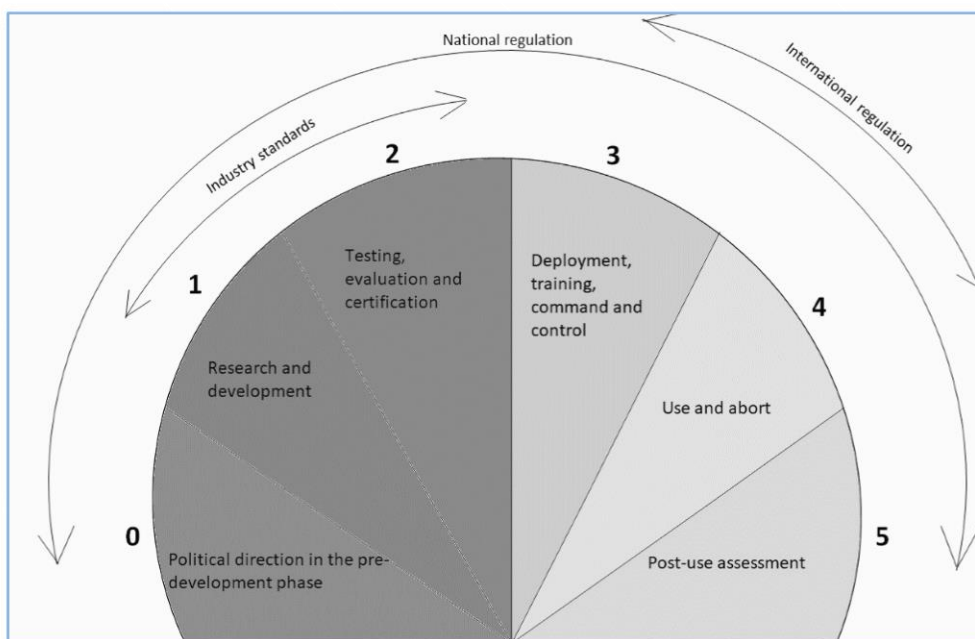 National regulation
International regulation
Industry standards
0
Political direction in the pre-
development phase
1
Research and
development
2
Testing,
evaluation and
certification
3
Deployment,
training,
command and
control
4
Use and abort
5
Post-use assessment